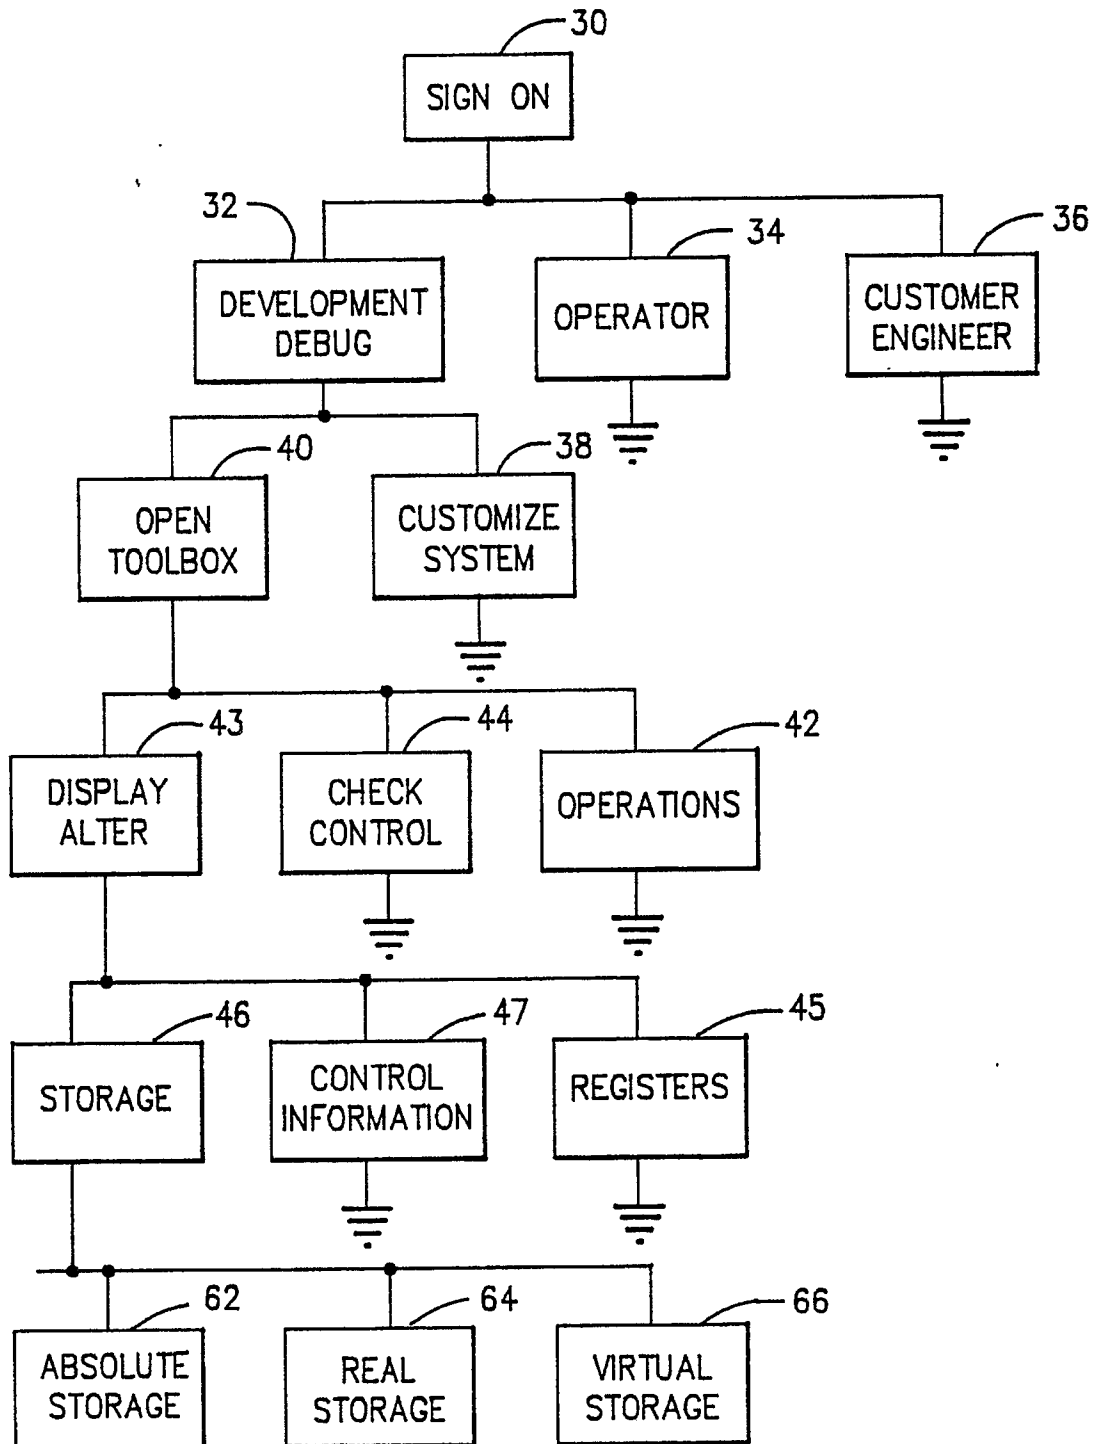 30
SIGN ON
32
34
36
DEVELOPMENT
DEBUG
OPERATOR
CUSTOMER
ENGINEER
40
38
OPEN
TOOLBOX
CUSTOMIZE
SYSTEM
43
44
42
DISPLAY
ALTER
CHECK
CONTROL
OPERATIONS
46
47
45
STORAGE
CONTROL
INFORMATION
REGISTERS
62
64
66
ABSOLUTE
STORAGE
REAL
STORAGE
VIRTUAL
STORAGE